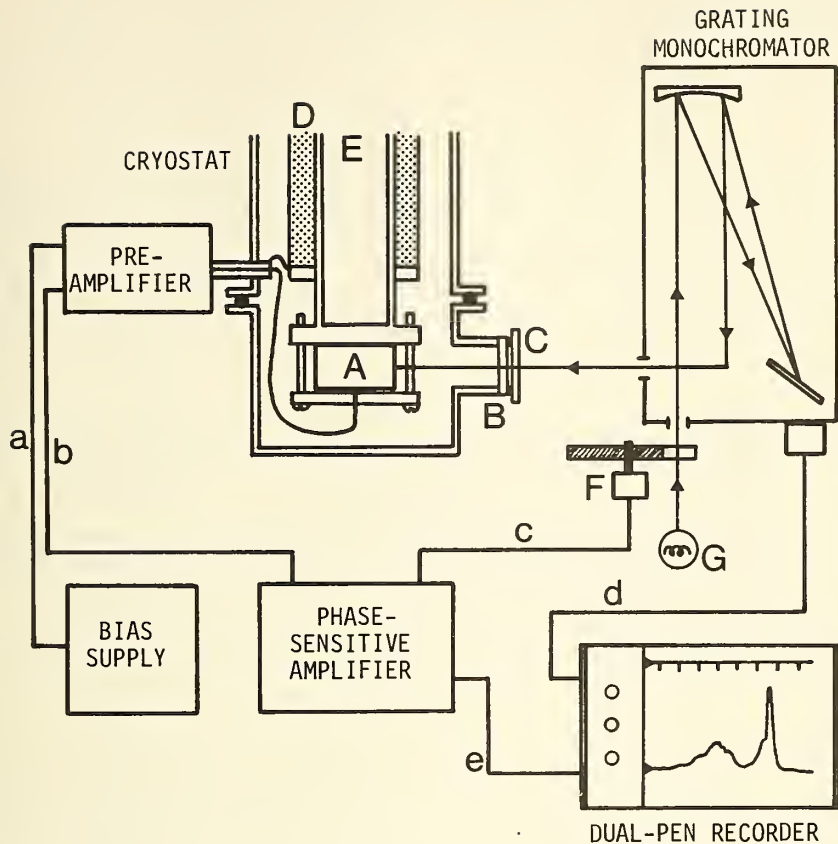 GRATING
MONOCHROMATOR
D
E
CRYOSTAT
PRE-
AMPLIFIER
A
C
B
a
b
F
c
G
d
BIAS
SUPPLY
PHASE-
SENSITIVE
AMPLIFIER
e
DUAL-PEN RECORDER